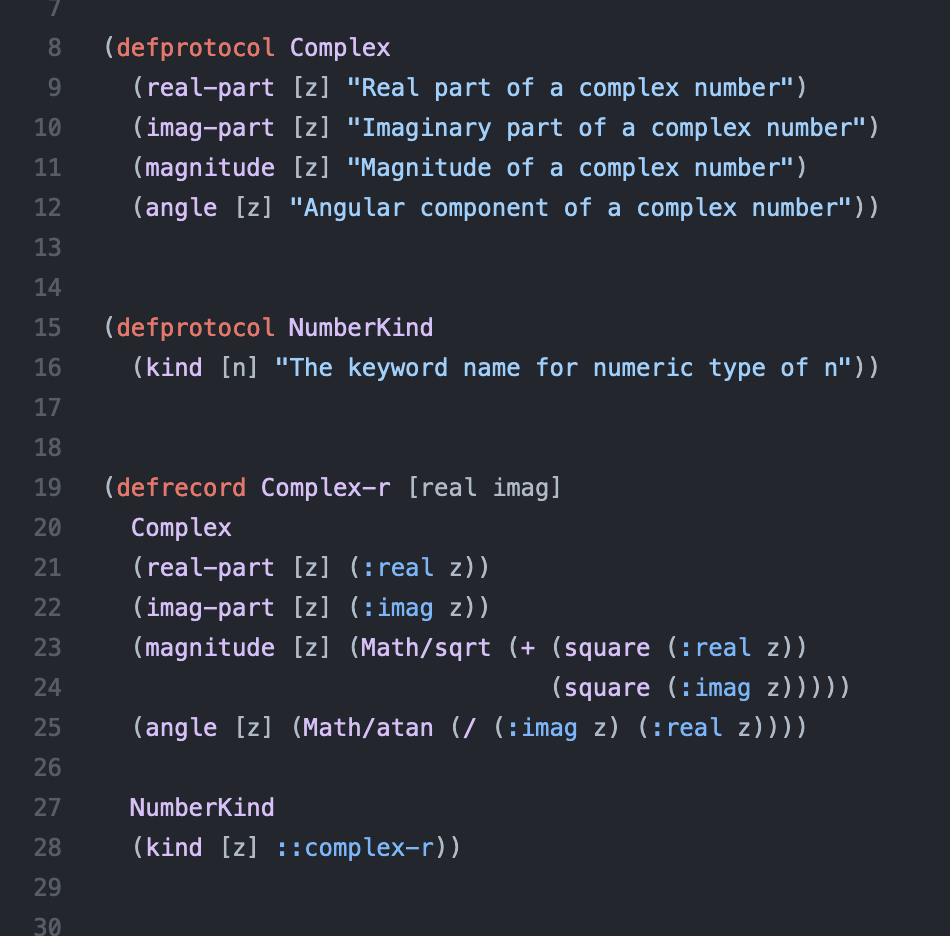 7
8 (defprotocol Complex
9 (real-part [z] "Real part of a complex number")
10 (imag-part [z] "Imaginary part of a complex number")
11 (magnitude [z] "Magnitude of a complex number")
12 (angle [z] "Angular component of a complex number"))
13
14
15 (defprotocol NumberKind
16 (kind [n] "The keyword name for numeric type of n"))
17
18
19 (defrecord Complex-r [real imag]
20 Complex
21 (real-part [z] (:real z))
22 (imag-part [z] (:imag z))
23 (magnitude [z] (Math/sqrt (+ (square (:real z))
24 (square (:imag z)))))
25 (angle [z] (Math/atan (/ (:imag z) (:real z))))
26
27 NumberKind
28 (kind [z] ::complex-r))
29
30